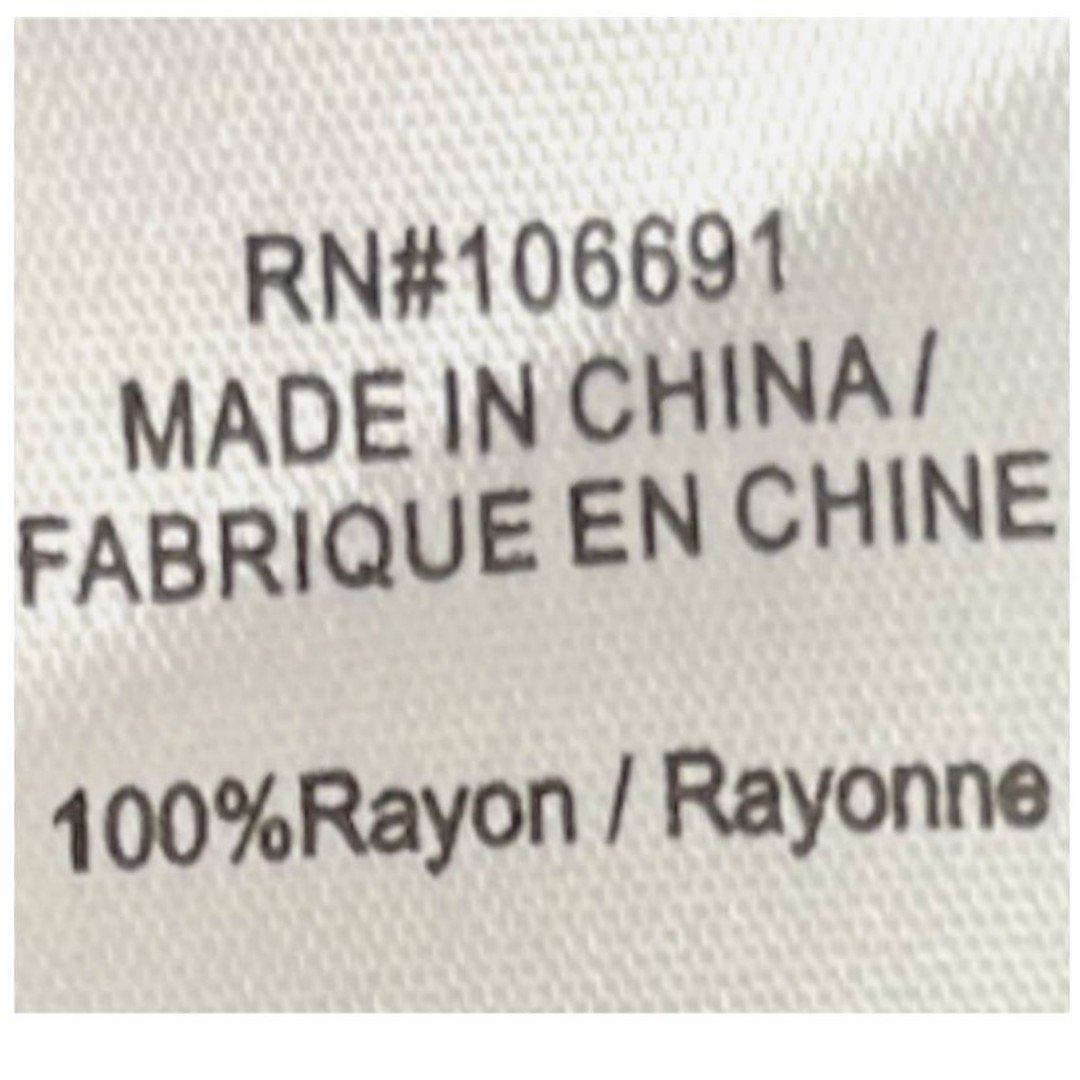 RN#106691
MADE IN CHINA /
FABRIQUE EN CHINE
100%Rayon / Rayonne